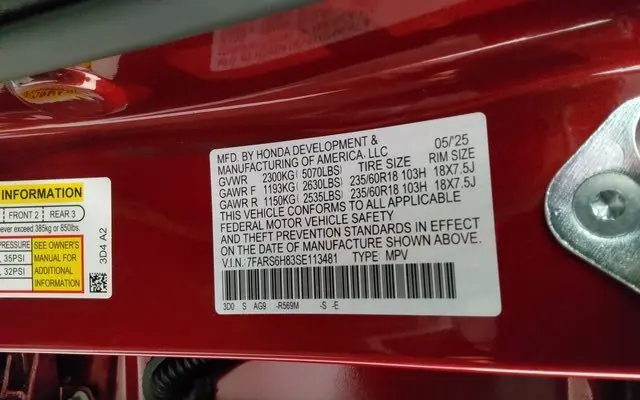 MFD. BY HONDA DEVELOPMENT & 05/'25
MANUFACTURING OF AMERICA, LLC
GVWR 2300KG (5070LBS) TIRE SIZE RIM SIZE
GAWR F 1193KG (2630LBS) 235/60R18 103H 18X7.5J
GAWR R 1150KG (2535LBS) 235/60R18 103H 18X7.5J
THIS VEHICLE CONFORMS TO ALL APPLICABLE
FEDERAL MOTOR VEHICLE SAFETY
AND THEFT PREVENTION STANDARDS IN EFFECT
ON THE DATE OF MANUFACTURE SHOWN ABOVE.
V.I.N. 7FARS6H83SE113481 TYPE: MPV
3D0 S AG9 -R569M -S -E
INFORMATION
FRONT 2 REAR 3
exceed 385kg or 850lbs.
PRESSURE SEE OWNER'S
35PSI MANUAL FOR
32PSI ADDITIONAL
INFORMATION
3D4 A2